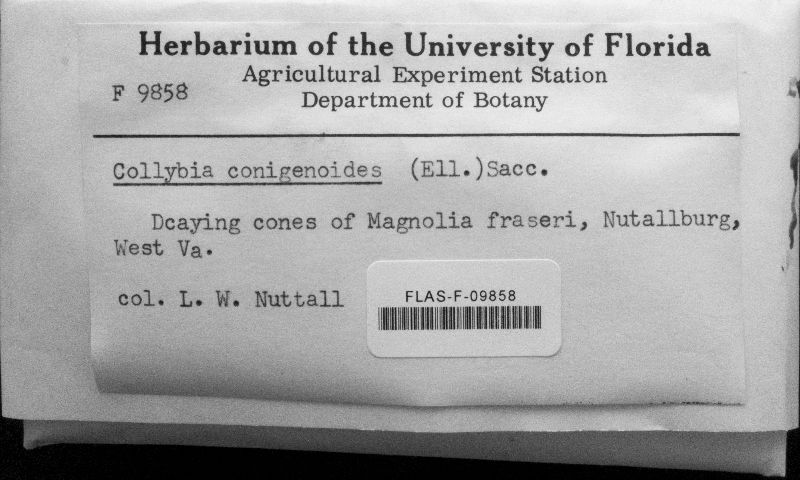 Herbarium of the University of Florida
Agricultural Experiment Station
F 9858
Department of Botany
Collybia conigenoides (Ell.)Sacc.
Dcaying cones of Magnolia fraseri, Nutallburg,
West Va.
col. L. W. Nuttall
FLAS-F-09858